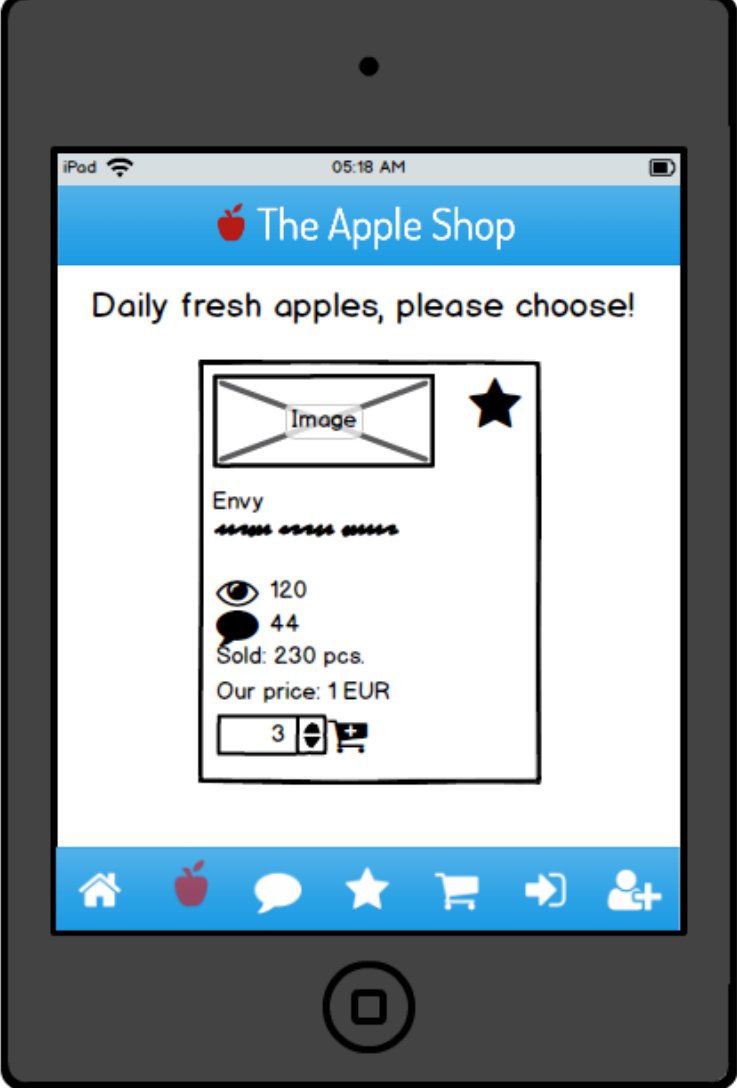 iPad 05:18 AM
The Apple Shop
Daily fresh apples, please choose!
Image
Envy
120
44
Sold: 230 pcs.
Our price: 1 EUR
3